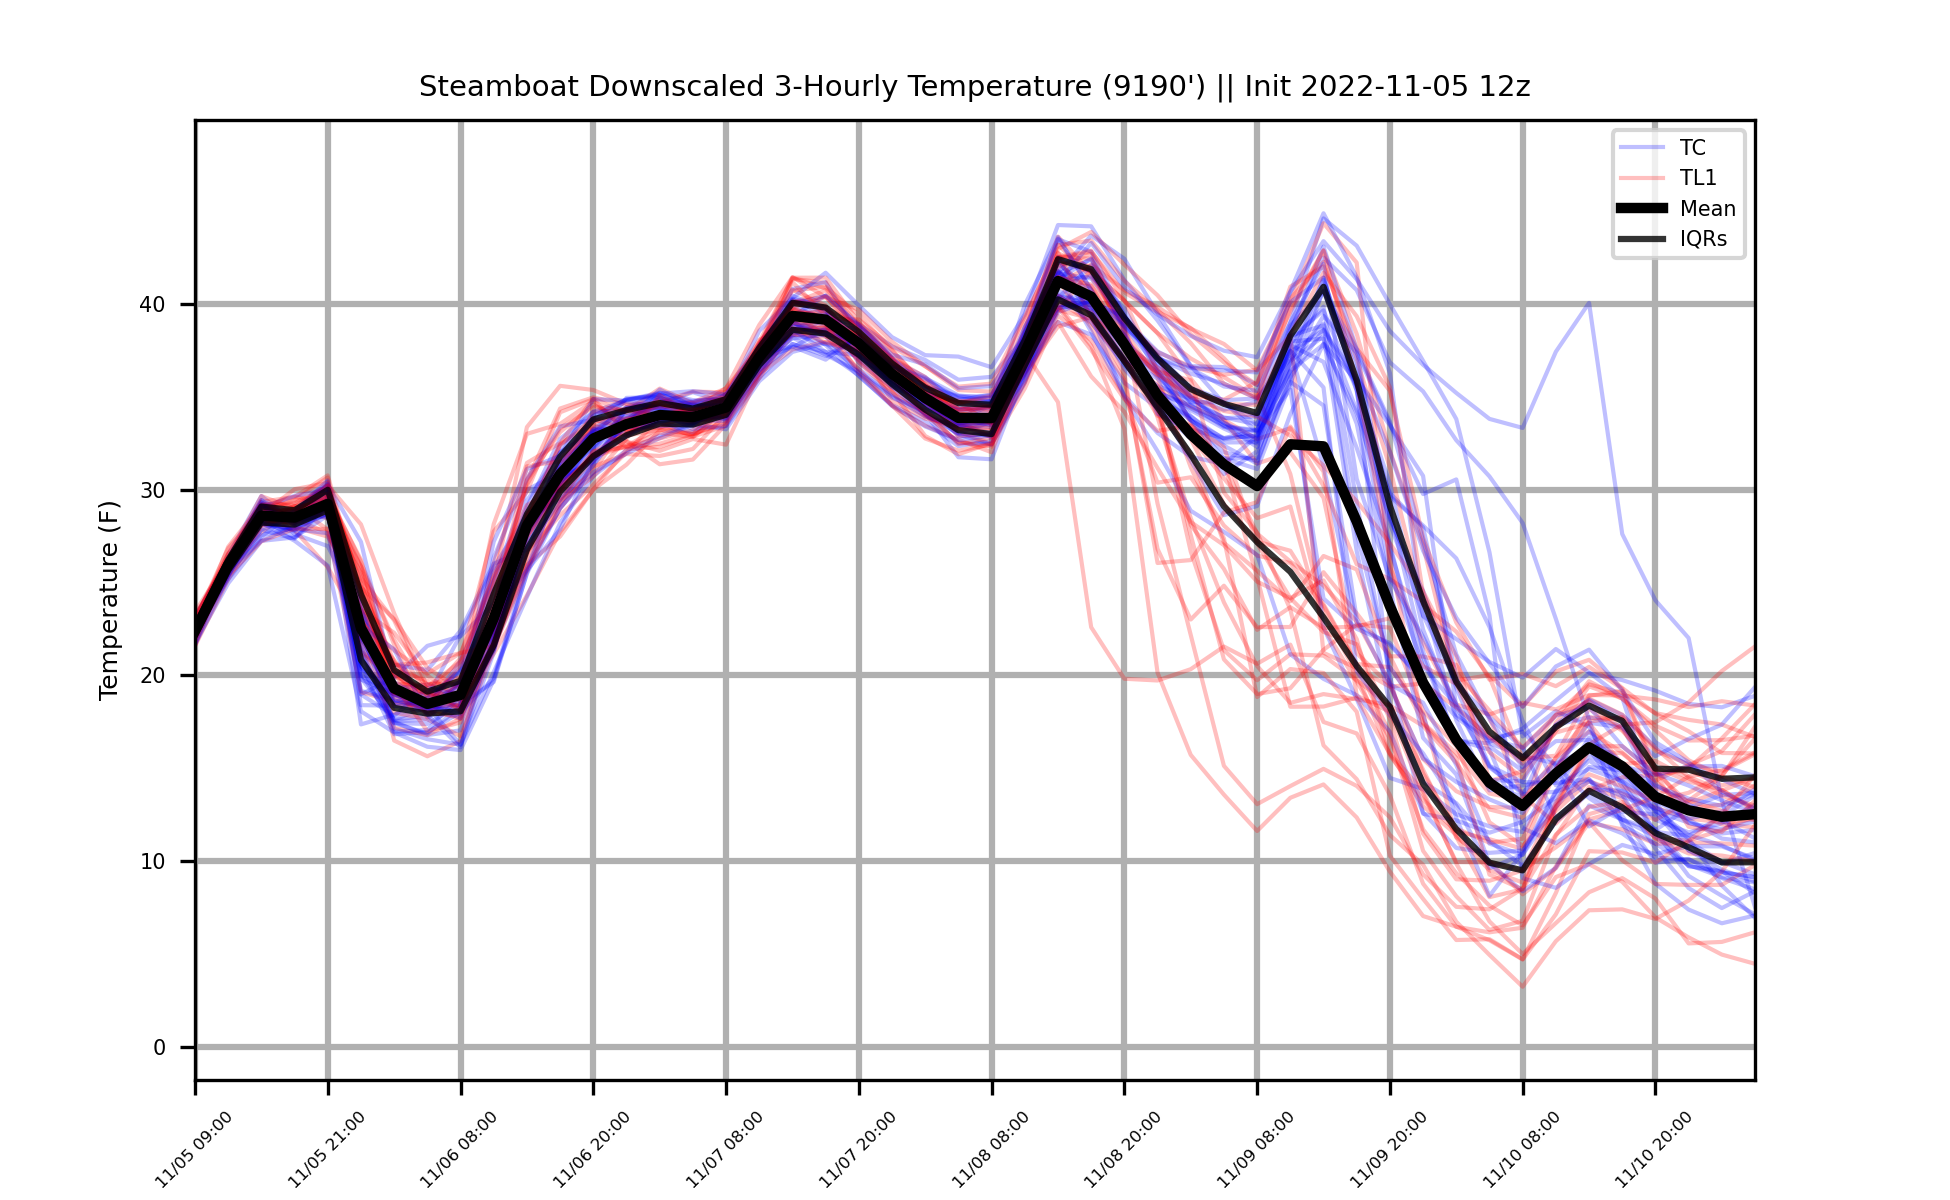 Steamboat Downscaled 3-Hourly Temperature (9190') || Init 2022-11-05 12z
TC
TL1
Mean
IQRs
Temperature (F)
40
30
20
10
0
11/05 09:00
11/05 21:00
11/06 08:00
11/06 20:00
11/07 08:00
11/07 20:00
11/08 08:00
11/08 20:00
11/09 08:00
11/09 20:00
11/10 08:00
11/10 20:00